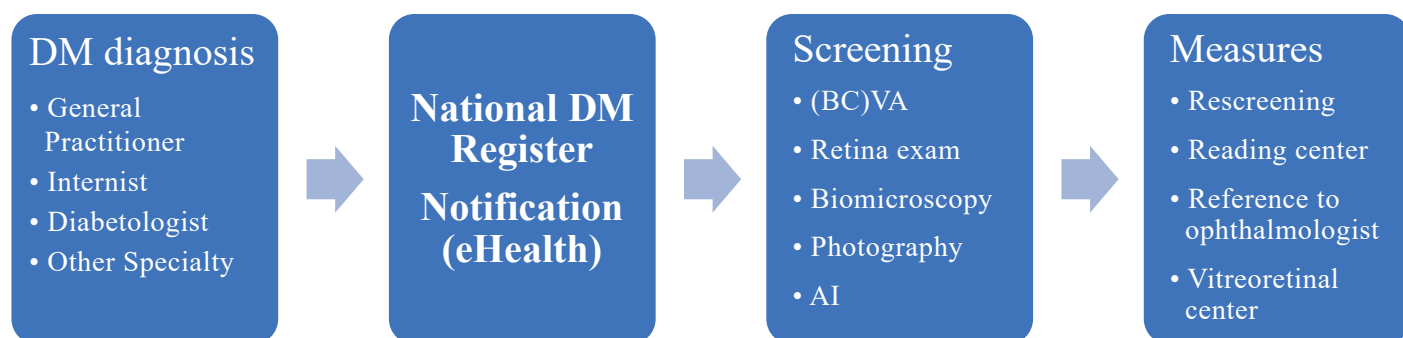 DM diagnosis
• General
Practitioner
• Internist
• Diabetologist
• Other Specialty
National DM
Register
Notification
(eHealth)
Screening
• (BC)VA
• Retina exam
• Biomicroscopy
• Photography
• AI
Measures
• Rescreening
• Reading center
• Reference to
ophthalmologist
• Vitreoretinal
center